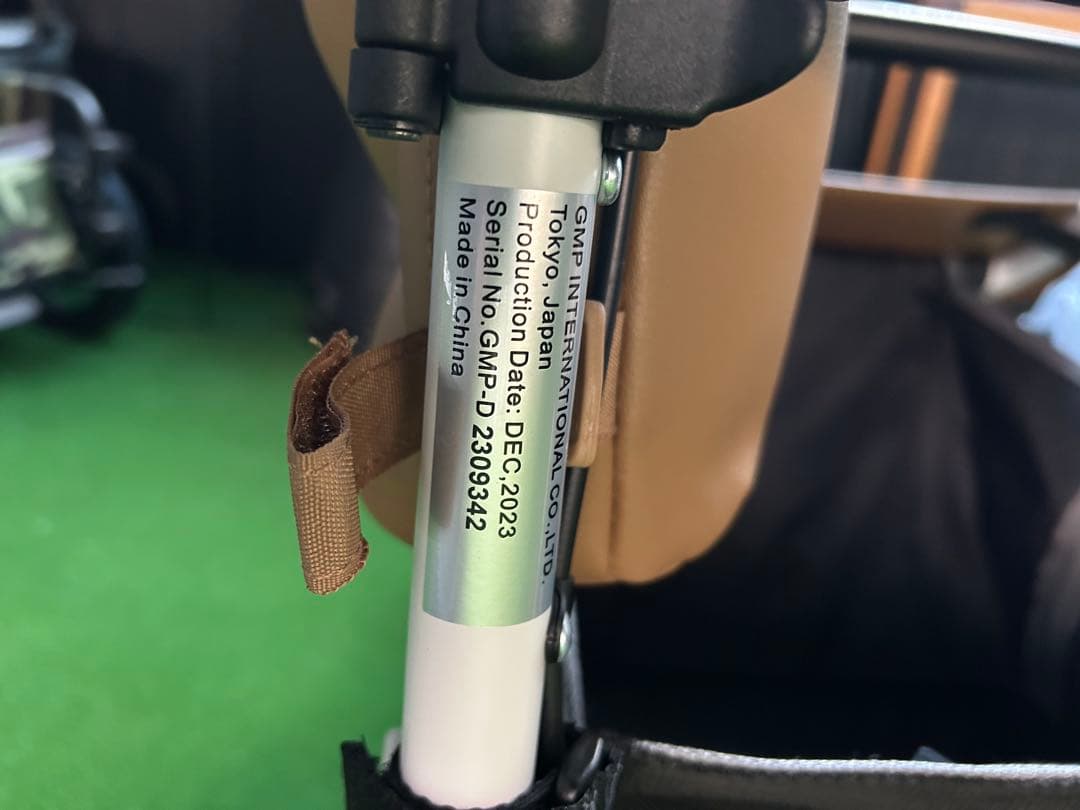 GMP INTERNATIONAL CO.,LTD.
Tokyo, Japan
Production Date: DEC,2023
Serial No.GMP-D 2309342
Made in China